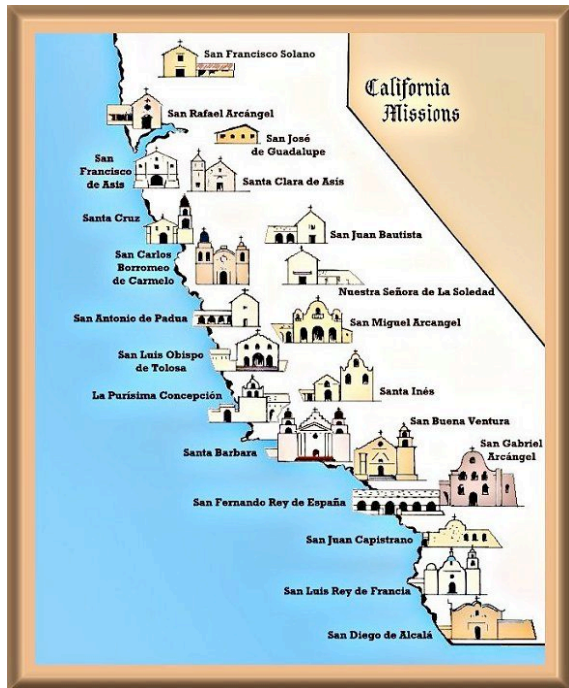 San Francisco Solano
California
Missions
San Rafael Arcángel
San José
de Guadalupe
San
Francisco
de Asis
Santa Clara de Asís
Santa Cruz
San Juan Bautista
San Carlos
Borromeo
de Carmelo
Nuestra Señora de La Soledad
San Antonio de Padua
San Miguel Arcangel
San Luis Obispo
de Tolosa
Santa Inés
La Purísima Concepción
San Buena Ventura
San Gabriel
Arcángel
Santa Barbara
San Fernando Rey de España
San Juan Capistrano
San Luis Rey de Francia
San Diego de Alcalá